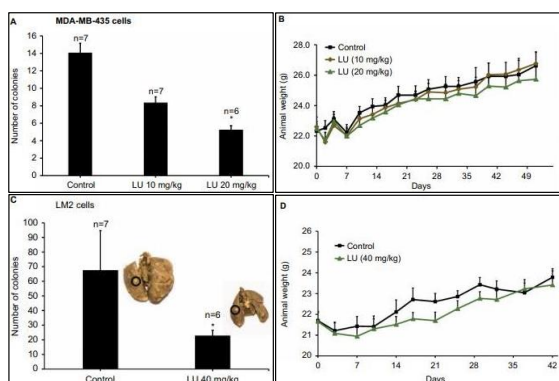 A
MDA-MB-435 cells
Number of colonies
16
14
12
10
8
6
4
2
0
n=7
n=7
n=6
*
Control
LU 10 mg/kg
LU 20 mg/kg
B
Control
LU (10 mg/kg)
LU (20 mg/kg)
Animal weight (g)
28.0
26.0
24.0
22.0
20.0
0
7
14
21
28
35
42
49
Days
C
LM2 cells
Number of colonies
100
90
80
70
60
50
40
30
20
10
0
n=7
n=6
*
Control
LU 40 mg/kg
D
Control
LU (40 mg/kg)
Animal weight (g)
26
25
24
23
22
21
20
0
7
14
21
28
35
42
Days